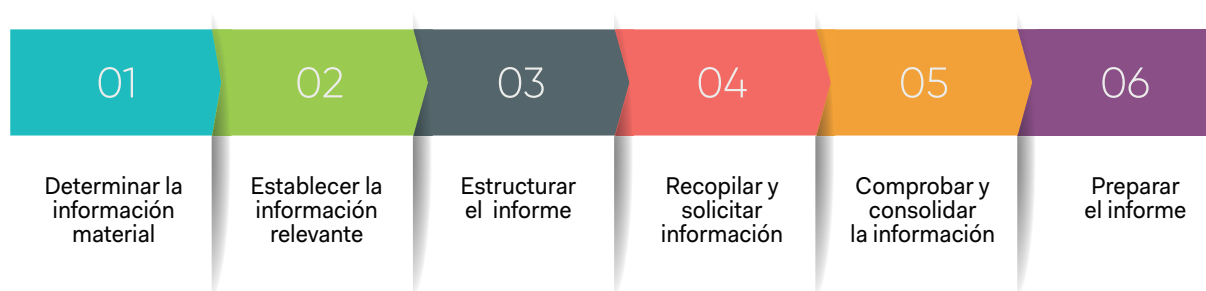 01
02
03
04
05
06
Determinar la
información
material
Establecer la
información
relevante
Estructurar
el informe
Recopilar y
solicitar
información
Comprobar y
consolidar
la información
Preparar
el informe